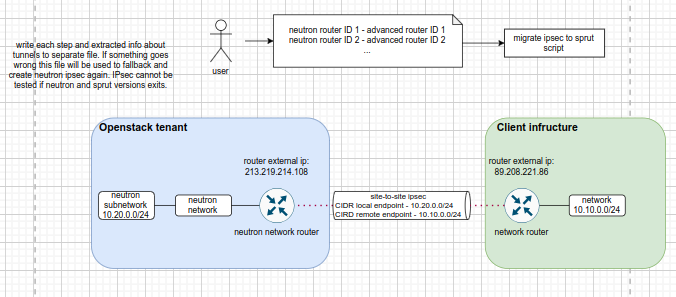 write each step and extracted info about
tunnels to separate file. If something goes
wrong this file will be used to fallback and
create neutron ipsec again. IPsec cannot be
tested if neutron and sprut versions exits.
user
neutron router ID 1 - advanced router ID 1
neutron router ID 2 - advanced router ID 2
...
migrate ipsec to sprut
script
Openstack tenant
router external ip:
213.219.214.108
neutron
subnetwork
10.20.0.0/24
neutron
network
neutron network router
site-to-site ipsec
CIDR local endpoint - 10.20.0.0/24
CIRD remote endpoint - 10.10.0.0/24
Client infructure
router external ip:
89.208.221.86
network router
network
10.10.0.0/24